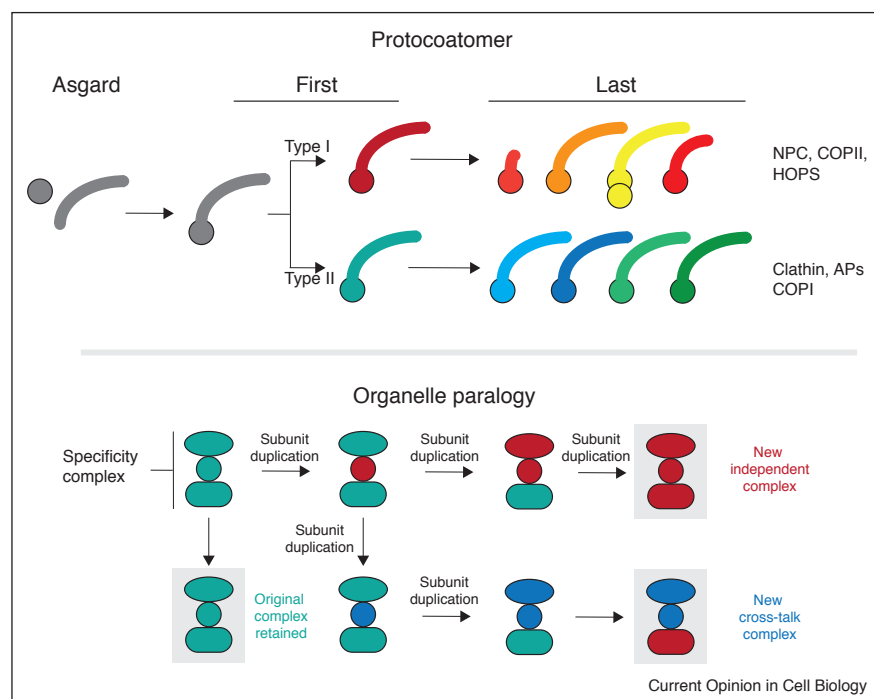 Protocoatomer
Asgard
First
Last
Type I
NPC, COPII,
HOPS
Type II
Clathin, APs
COPI
Organelle paralogy
Specificity
complex
Subunit
duplication
Subunit
duplication
Subunit
duplication
New
independent
complex
Subunit
duplication
Original
complex
retained
Subunit
duplication
New
cross-talk
complex
Current Opinion in Cell Biology